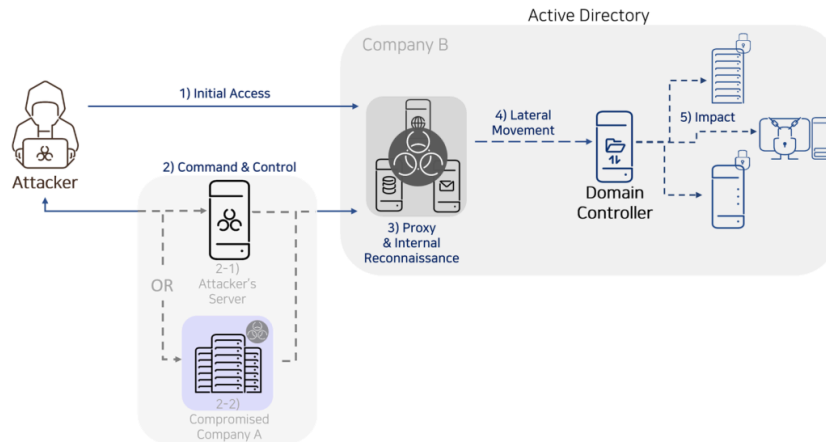 Active Directory
Company B
1) Initial Access
4) Lateral
Movement
5) Impact
Attacker
2) Command & Control
Domain
Controller
3) Proxy
& Internal
Reconnaissance
2-1)
Attacker's
Server
OR
2-2)
Compromised
Company A